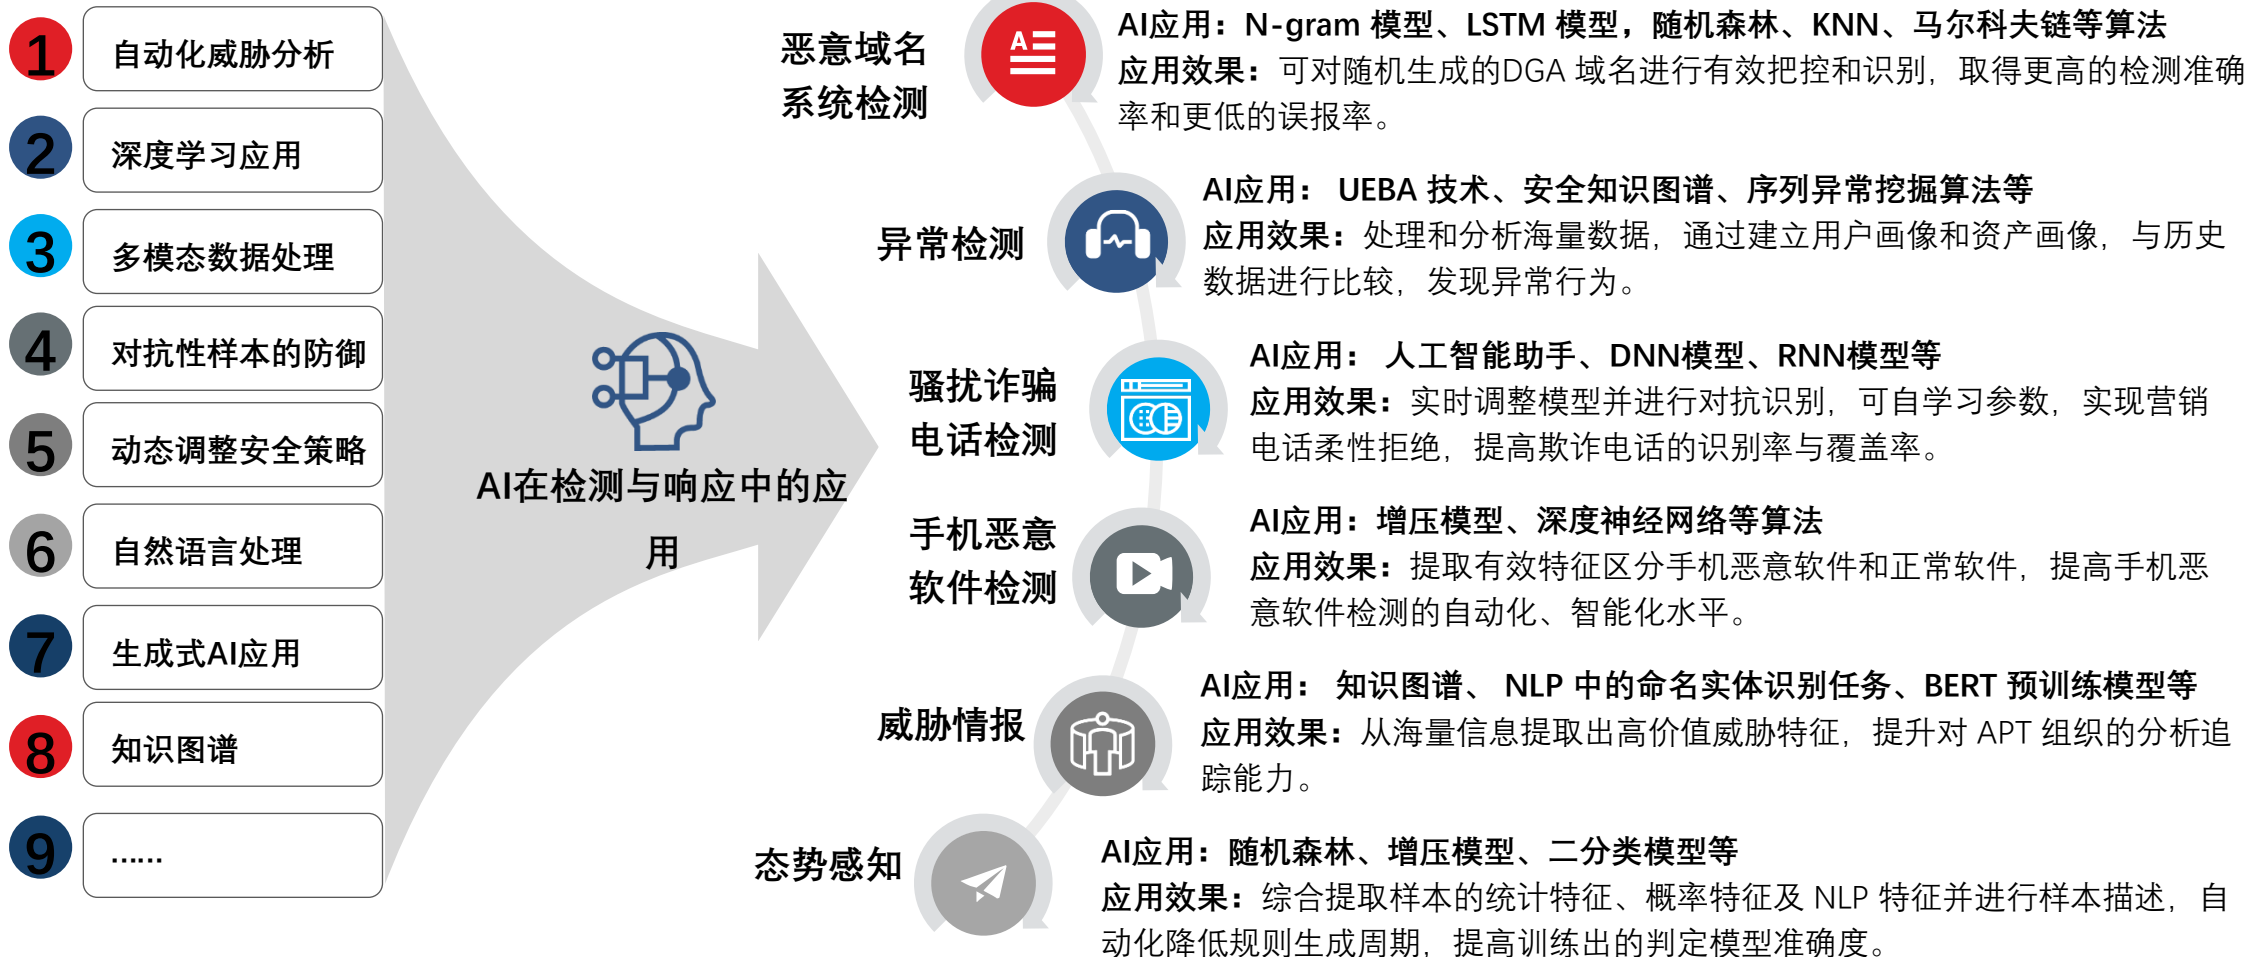 1
自动化威胁分析
2
深度学习应用
3
多模态数据处理
4
对抗性样本的防御
5
动态调整安全策略
6
自然语言处理
7
生成式AI应用
8
知识图谱
9
……
AI在检测与响应中的应
用
恶意域名
系统检测
A
AI应用：N-gram 模型、LSTM 模型，随机森林、KNN、马尔科夫链等算法
应用效果：可对随机生成的DGA 域名进行有效把控和识别，取得更高的检测准确
率和更低的误报率。
异常检测
AI应用： UEBA 技术、安全知识图谱、序列异常挖掘算法等
应用效果：处理和分析海量数据，通过建立用户画像和资产画像，与历史
数据进行比较，发现异常行为。
骚扰诈骗
电话检测
AI应用： 人工智能助手、DNN模型、RNN模型等
应用效果：实时调整模型并进行对抗识别，可自学习参数，实现营销
电话柔性拒绝，提高欺诈电话的识别率与覆盖率。
手机恶意
软件检测
AI应用：增压模型、深度神经网络等算法
应用效果：提取有效特征区分手机恶意软件和正常软件，提高手机恶
意软件检测的自动化、智能化水平。
威胁情报
AI应用： 知识图谱、 NLP 中的命名实体识别任务、BERT 预训练模型等
应用效果：从海量信息提取出高价值威胁特征，提升对 APT 组织的分析追
踪能力。
态势感知
AI应用：随机森林、增压模型、二分类模型等
应用效果：综合提取样本的统计特征、概率特征及 NLP 特征并进行样本描述，自
动化降低规则生成周期，提高训练出的判定模型准确度。